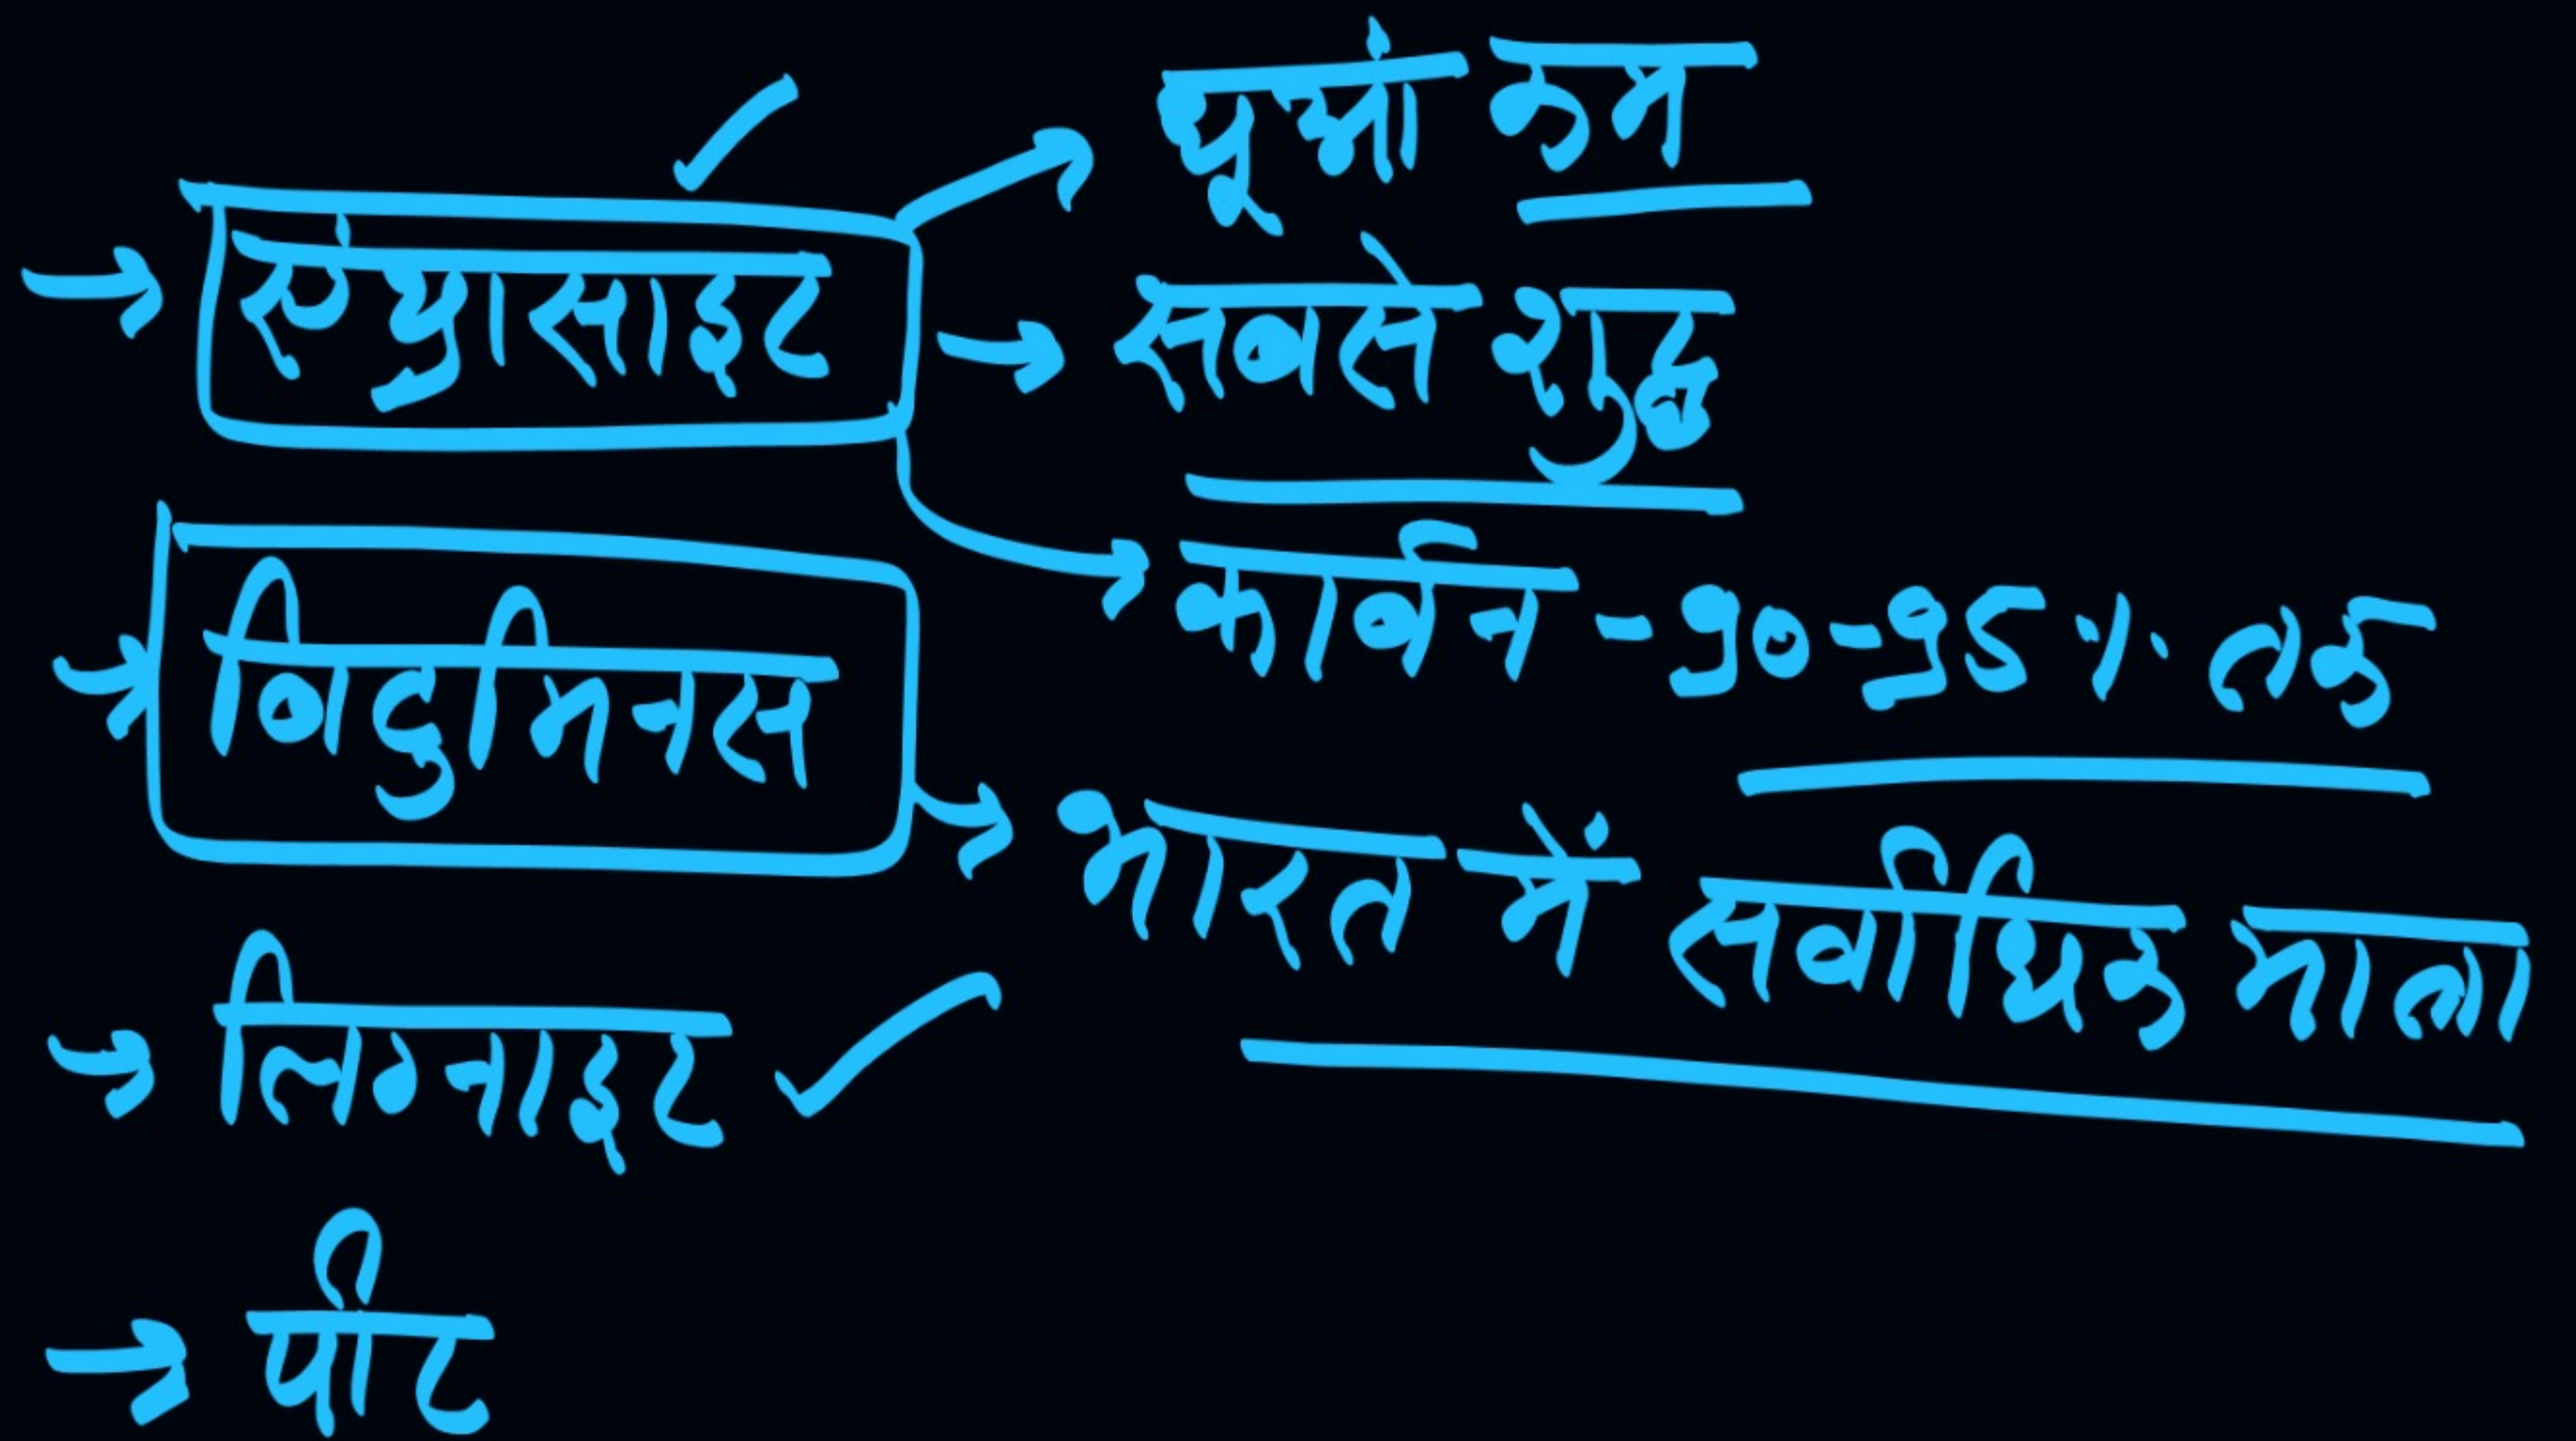 → एंथ्रासाइट ✓
→ धूआं कम
→ सबसे शुद्ध
→ कार्बन - 90-95% तक
→ बिटुमिनस
→ भारत में सर्वाधिक मात्रा
→ लिग्नाइट ✓
→ पीट